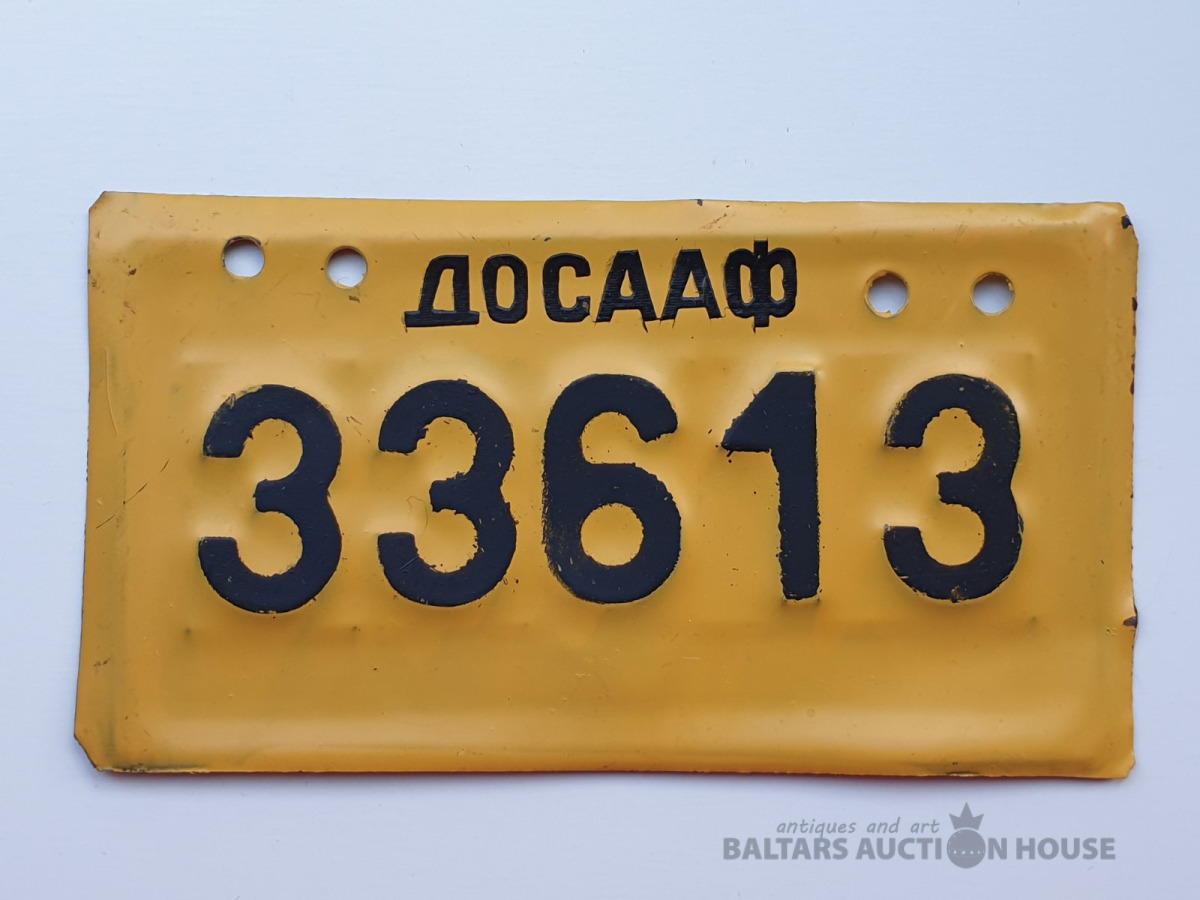 ДОСААФ
33613
antiques and art
BALTARS AUCTION HOUSE